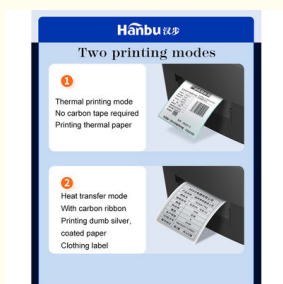 Hanbu 汉步
Two printing modes
1
Thermal printing mode
No carbon tape required
Printing thermal paper
2
Heat transfer mode
With carbon ribbon
Printing dumb silver,
coated paper
Clothing label